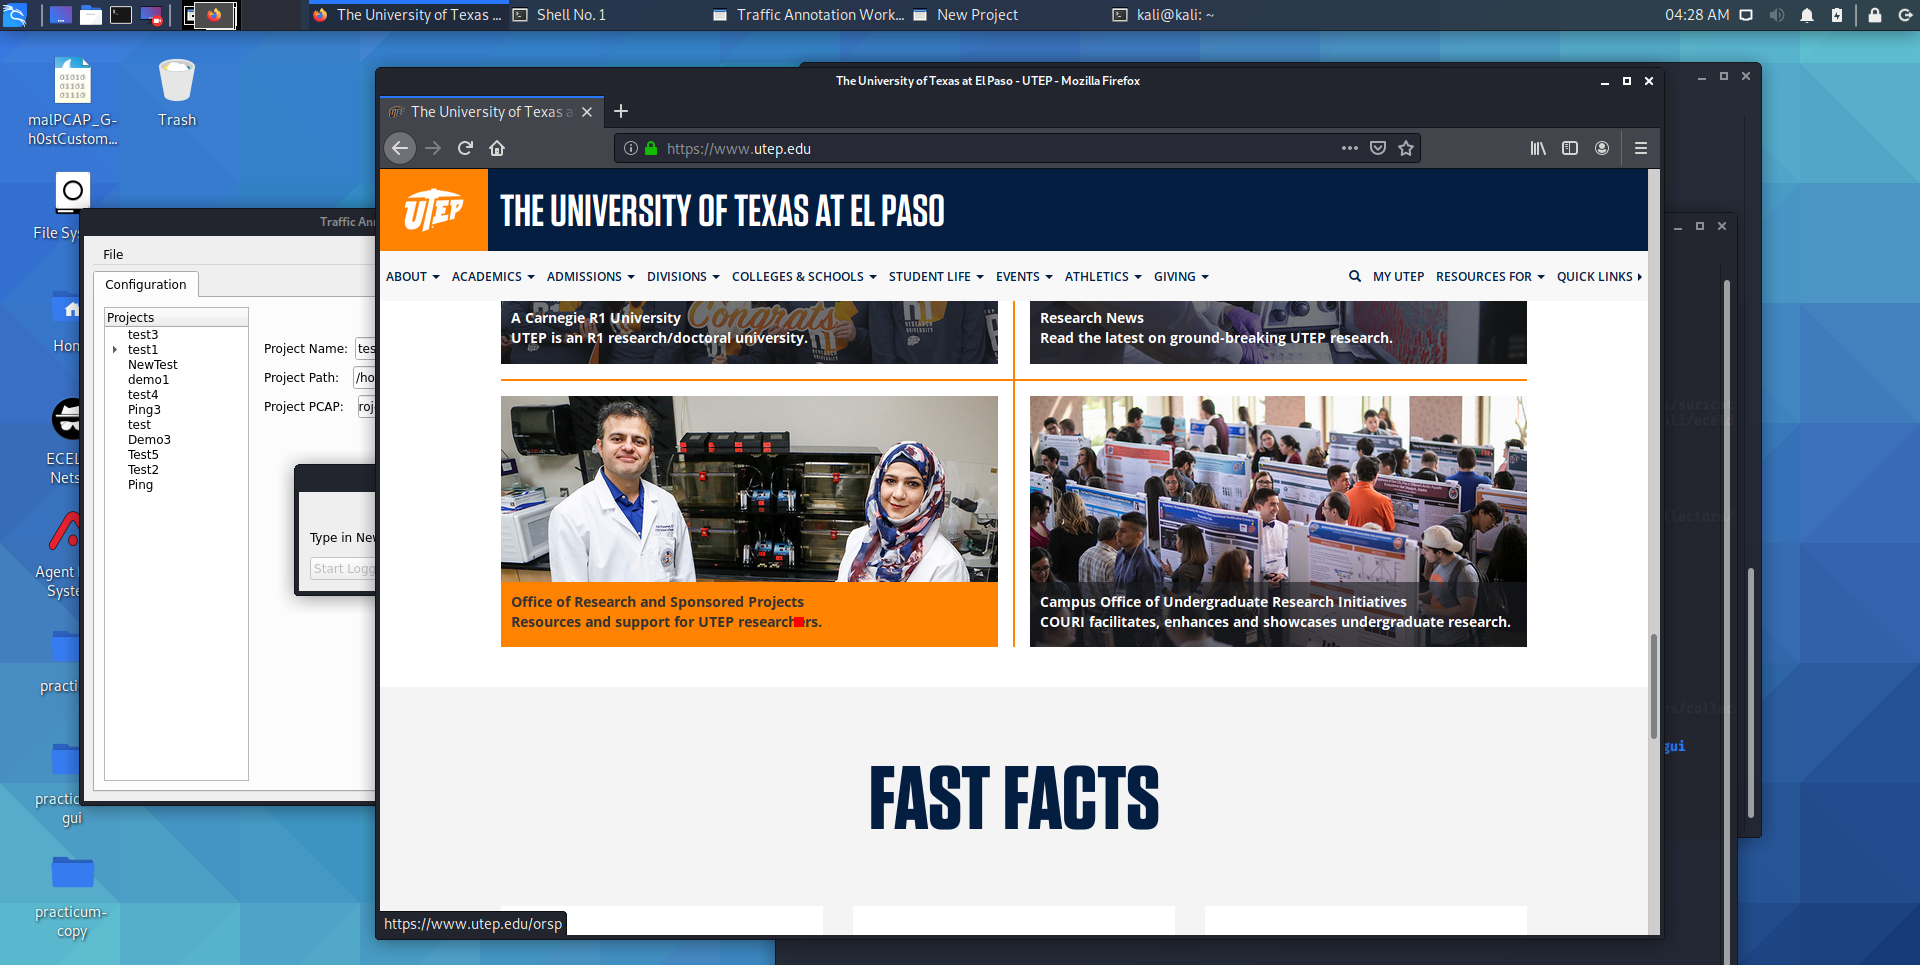 The University of Texas ...
Shell No. 1
Traffic Annotation Work...
New Project
kali@kali: ~
04:28 AM
malPCAP_G-
h0stCustom...
Trash
File Sy
Hon
ECEL
Nets
Agent
Syste
practi
practic
gui
practicum-
copy
Traffic An
File
Configuration
Projects
test3
test1
NewTest
demo1
test4
Ping3
test
Demo3
Test5
Test2
Ping
Project Name: tes
Project Path: /ho
Project PCAP: roj
Type in Nev
Start Logg
The University of Texas at El Paso - UTEP - Mozilla Firefox
The University of Texas a
https://www.utep.edu
UTEP
THE UNIVERSITY OF TEXAS AT EL PASO
ABOUT ACADEMICS ADMISSIONS DIVISIONS COLLEGES & SCHOOLS STUDENT LIFE EVENTS ATHLETICS GIVING MY UTEP RESOURCES FOR QUICK LINKS
Congrats
A Carnegie R1 University
UTEP is an R1 research/doctoral university.
Research News
Read the latest on ground-breaking UTEP research.
Office of Research and Sponsored Projects
Resources and support for UTEP researchers.
Campus Office of Undergraduate Research Initiatives
COURI facilitates, enhances and showcases undergraduate research.
FAST FACTS
https://www.utep.edu/orsp
s/surica
ali/ecele
llectors/
ns/collec
gui